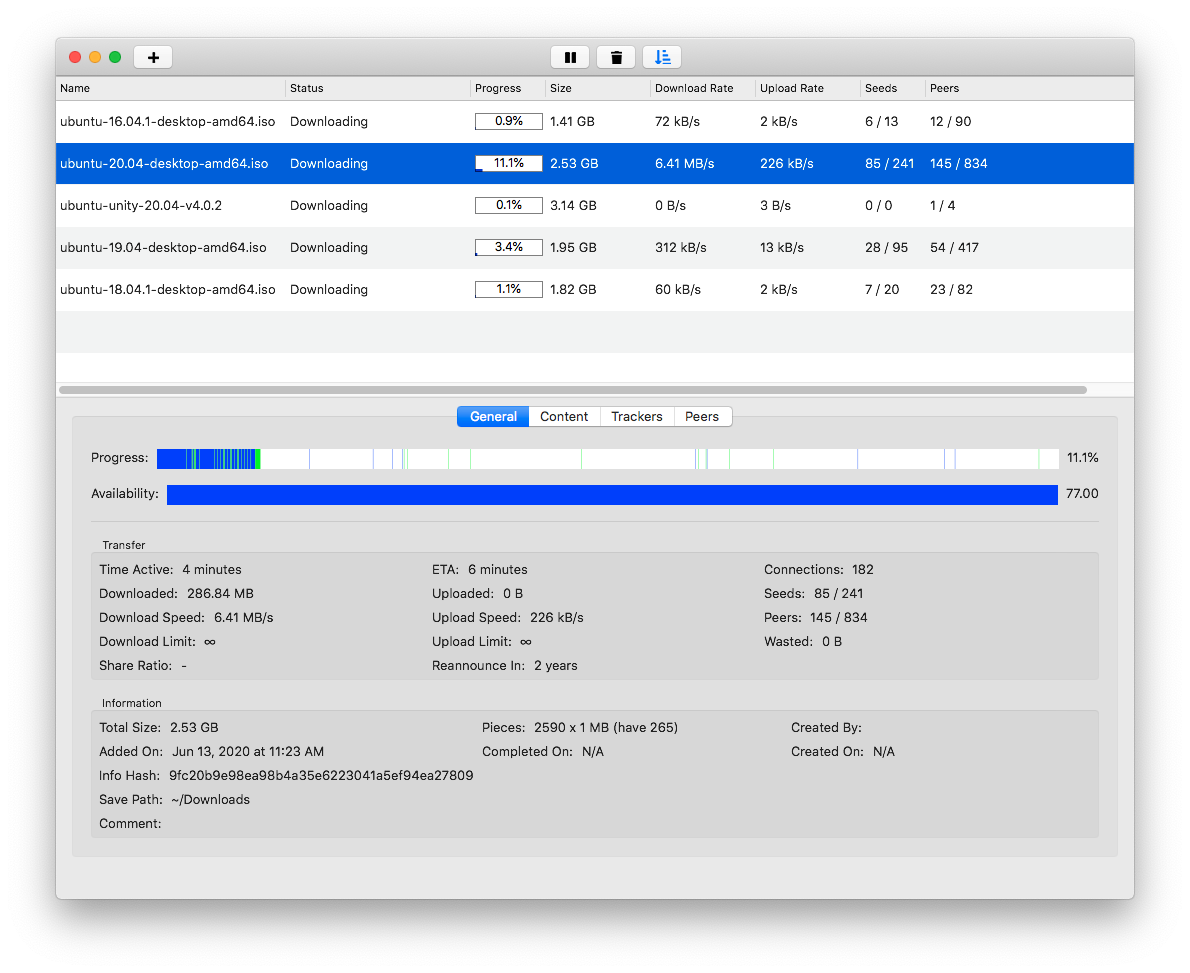 Name Status Progress Size Download Rate Upload Rate Seeds Peers
ubuntu-16.04.1-desktop-amd64.iso Downloading 0.9% 1.41 GB 72 kB/s 2 kB/s 6 / 13 12 / 90
ubuntu-20.04-desktop-amd64.iso Downloading 11.1% 2.53 GB 6.41 MB/s 226 kB/s 85 / 241 145 / 834
ubuntu-unity-20.04-v4.0.2 Downloading 0.1% 3.14 GB 0 B/s 3 B/s 0 / 0 1 / 4
ubuntu-19.04-desktop-amd64.iso Downloading 3.4% 1.95 GB 312 kB/s 13 kB/s 28 / 95 54 / 417
ubuntu-18.04.1-desktop-amd64.iso Downloading 1.1% 1.82 GB 60 kB/s 2 kB/s 7 / 20 23 / 82
General Content Trackers Peers
Progress: 11.1%
Availability: 77.00
Transfer
Time Active: 4 minutes ETA: 6 minutes Connections: 182
Downloaded: 286.84 MB Uploaded: 0 B Seeds: 85 / 241
Download Speed: 6.41 MB/s Upload Speed: 226 kB/s Peers: 145 / 834
Download Limit: ∞ Upload Limit: ∞ Wasted: 0 B
Share Ratio: - Reannounce In: 2 years
Information
Total Size: 2.53 GB Pieces: 2590 x 1 MB (have 265) Created By:
Added On: Jun 13, 2020 at 11:23 AM Completed On: N/A Created On: N/A
Info Hash: 9fc20b9e98ea98b4a35e6223041a5ef94ea27809
Save Path: ~/Downloads
Comment: